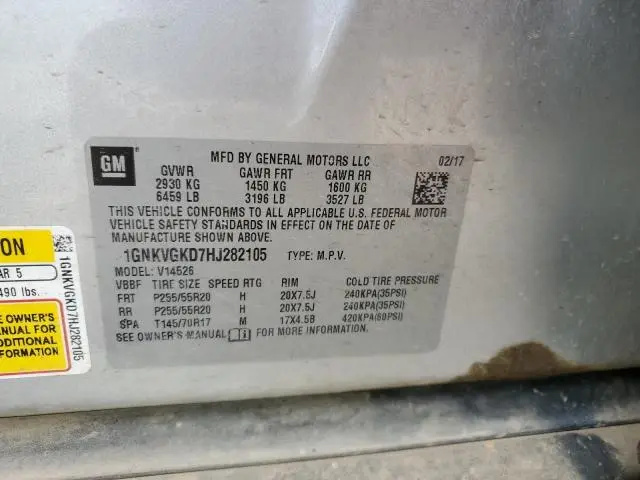 GM
MFD BY GENERAL MOTORS LLC 02/17
GVWR GAWR FRT GAWR RR
2930 KG 1450 KG 1600 KG
6459 LB 3196 LB 3527 LB
THIS VEHICLE CONFORMS TO ALL APPLICABLE U.S. FEDERAL MOTOR
VEHICLE SAFETY STANDARDS IN EFFECT ON THE DATE OF
MANUFACTURE SHOWN ABOVE.
1GNKVGKD7HJ282105 TYPE: M.P.V.
MODEL: V14526
VBBF TIRE SIZE SPEED RTG RIM COLD TIRE PRESSURE
FRT P255/55R20 H 20X7.5J 240KPA(35PSI)
RR P255/55R20 H 20X7.5J 240KPA(35PSI)
SPA T145/70R17 M 17X4.5B 420KPA(60PSI)
SEE OWNER'S MANUAL FOR MORE INFORMATION
ON
AR 5
490 lbs.
EE OWNER'S
MANUAL FOR
ADDITIONAL
FORMATION
1GNKVGKD7HJ282105